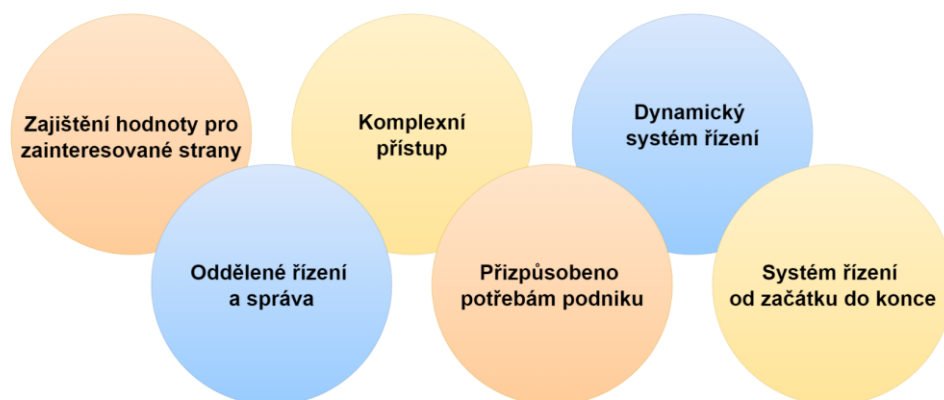 Zajištění hodnoty pro
zainteresované strany
Komplexní
přístup
Dynamický
systém řízení
Oddělené řízení
a správa
Přizpůsobeno
potřebám podniku
Systém řízení
od začátku do konce